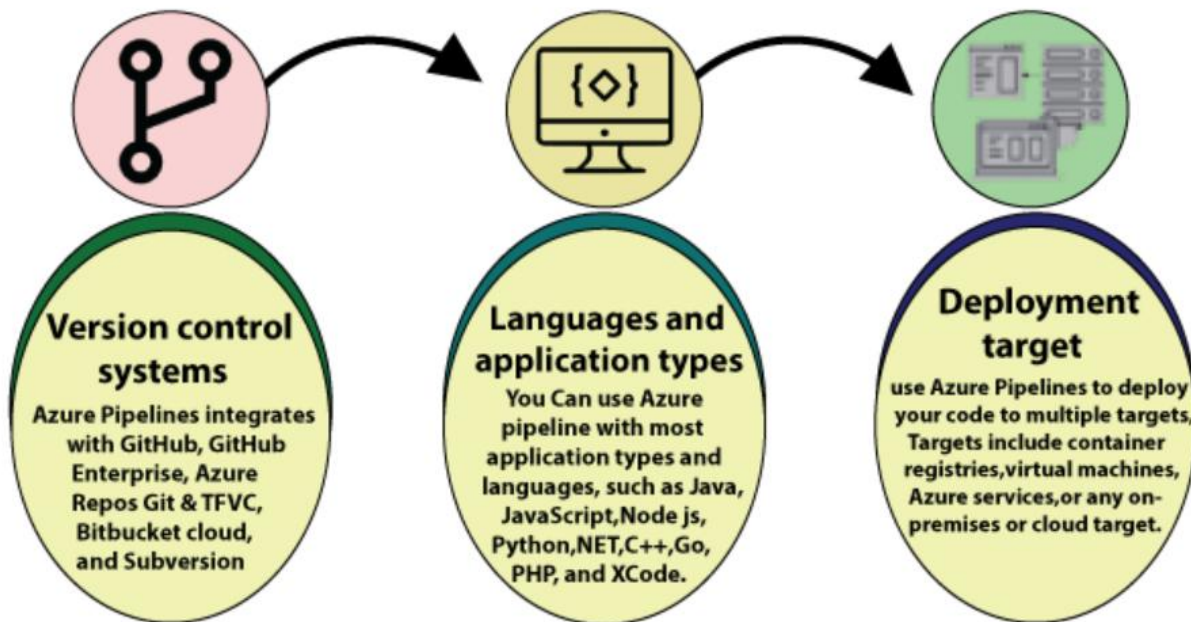 Version control
systems
Azure Pipelines integrates
with GitHub, GitHub
Enterprise, Azure
Repos Git & TFVC,
Bitbucket cloud,
and Subversion
Languages and
application types
You Can use Azure
pipeline with most
application types and
languages, such as Java,
JavaScript,Node js,
Python,NET,C++,Go,
PHP, and XCode.
Deployment
target
use Azure Pipelines to deploy
your code to multiple targets,
Targets include container
registries,virtual machines,
Azure services,or any on-
premises or cloud target.